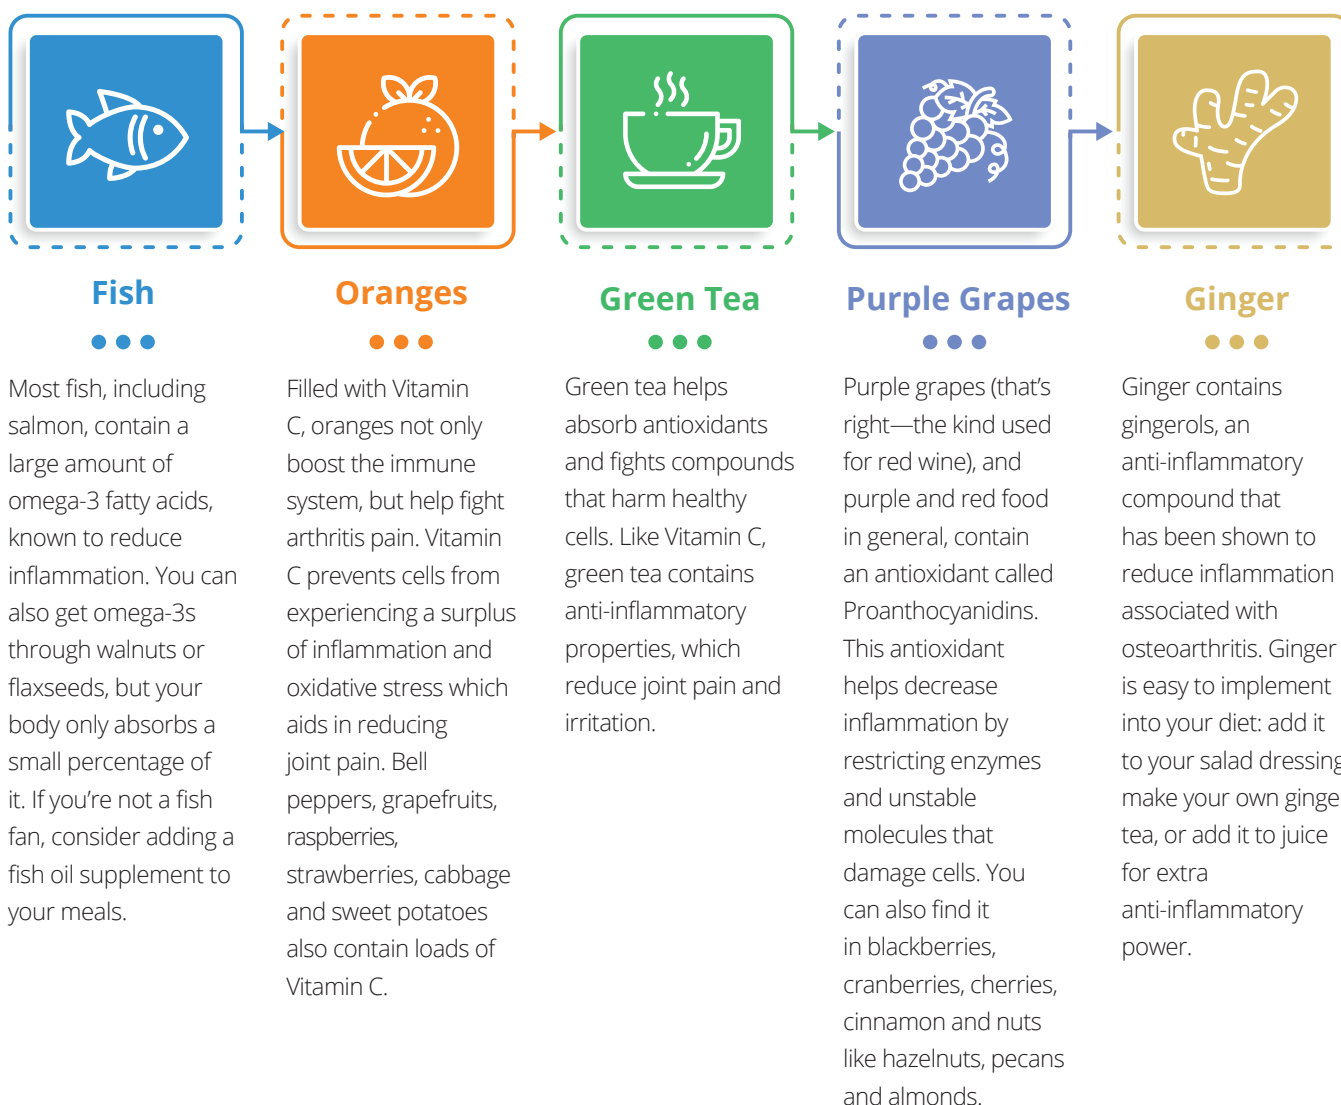 Fish
Most fish, including
salmon, contain a
large amount of
omega-3 fatty acids,
known to reduce
inflammation. You can
also get omega-3s
through walnuts or
flaxseeds, but your
body only absorbs a
small percentage of
it. If you’re not a fish
fan, consider adding a
fish oil supplement to
your meals.
Oranges
Filled with Vitamin
C, oranges not only
boost the immune
system, but help fight
arthritis pain. Vitamin
C prevents cells from
experiencing a surplus
of inflammation and
oxidative stress which
aids in reducing
joint pain. Bell
peppers, grapefruits,
raspberries,
strawberries, cabbage
and sweet potatoes
also contain loads of
Vitamin C.
Green Tea
Green tea helps
absorb antioxidants
and fights compounds
that harm healthy
cells. Like Vitamin C,
green tea contains
anti-inflammatory
properties, which
reduce joint pain and
irritation.
Purple Grapes
Purple grapes (that’s
right—the kind used
for red wine), and
purple and red food
in general, contain
an antioxidant called
Proanthocyanidins.
This antioxidant
helps decrease
inflammation by
restricting enzymes
and unstable
molecules that
damage cells. You
can also find it
in blackberries,
cranberries, cherries,
cinnamon and nuts
like hazelnuts, pecans
and almonds.
Ginger
Ginger contains
gingerols, an
anti-inflammatory
compound that
has been shown to
reduce inflammation
associated with
osteoarthritis. Ginger
is easy to implement
into your diet: add it
to your salad dressing
make your own ginge
tea, or add it to juice
for extra
anti-inflammatory
power.